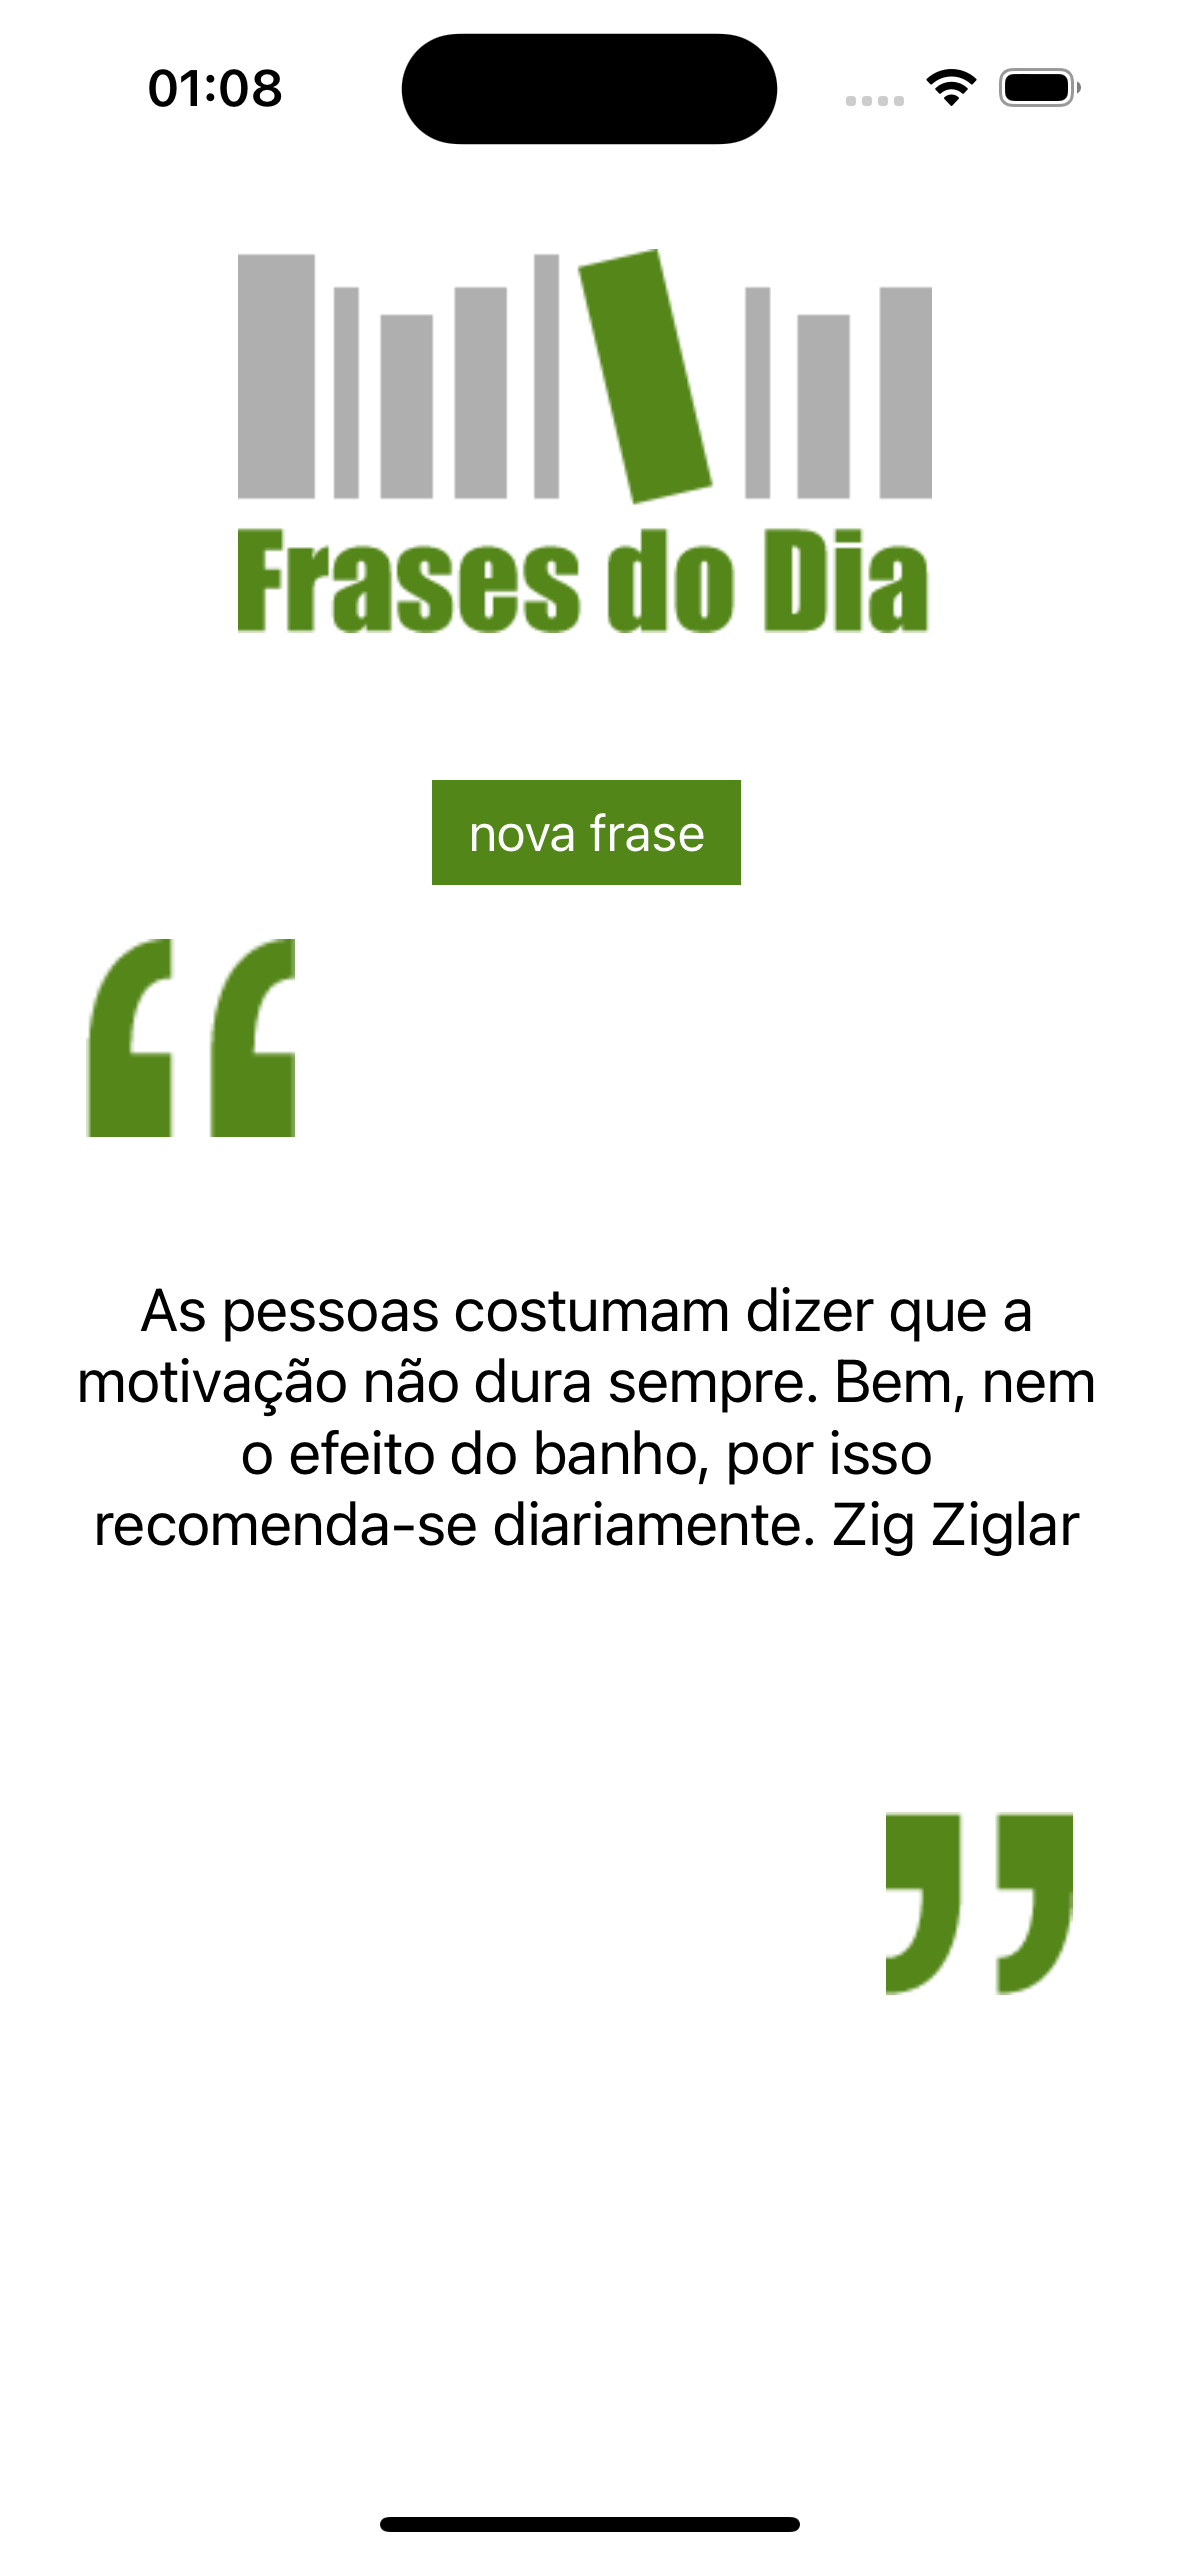 01:08
Frases do Dia
nova frase
As pessoas costumam dizer que a
motivação não dura sempre. Bem, nem
o efeito do banho, por isso
recomenda-se diariamente. Zig Ziglar